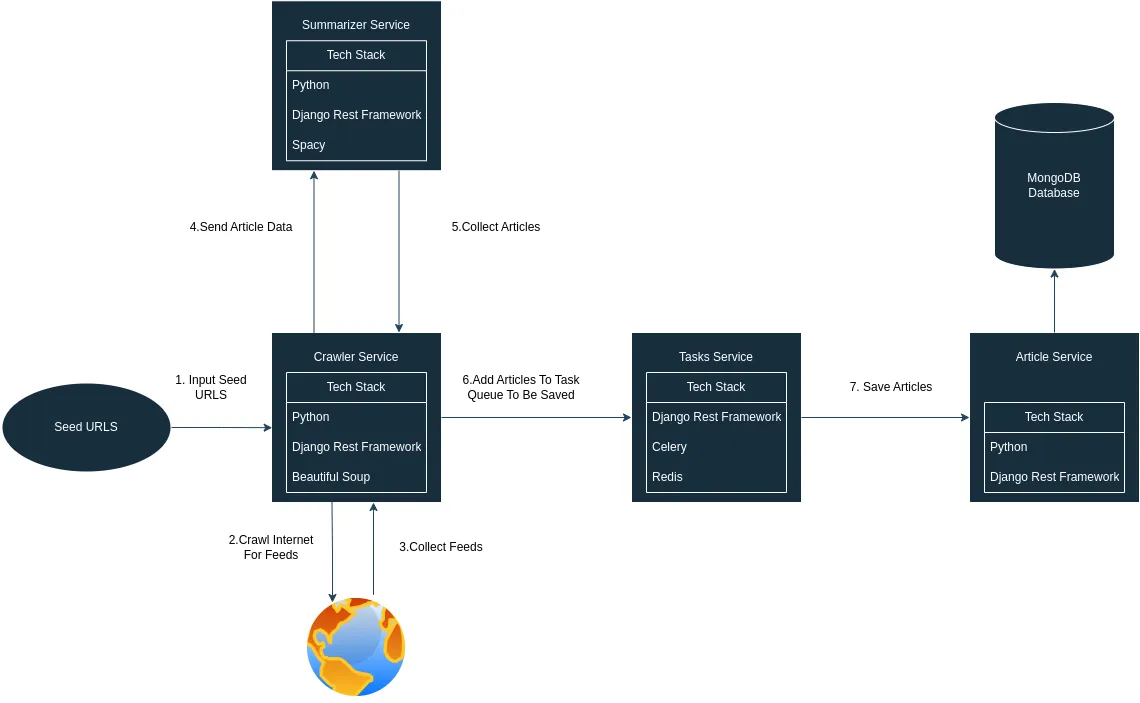 Summarizer Service
Tech Stack
Python
Django Rest Framework
Spacy
MongoDB
Database
4.Send Article Data
5.Collect Articles
Seed URLS
1. Input Seed
URLS
Crawler Service
Tech Stack
Python
Django Rest Framework
Beautiful Soup
6.Add Articles To Task
Queue To Be Saved
Tasks Service
Tech Stack
Django Rest Framework
Celery
Redis
7. Save Articles
Article Service
Tech Stack
Python
Django Rest Framework
2.Crawl Internet
For Feeds
3.Collect Feeds